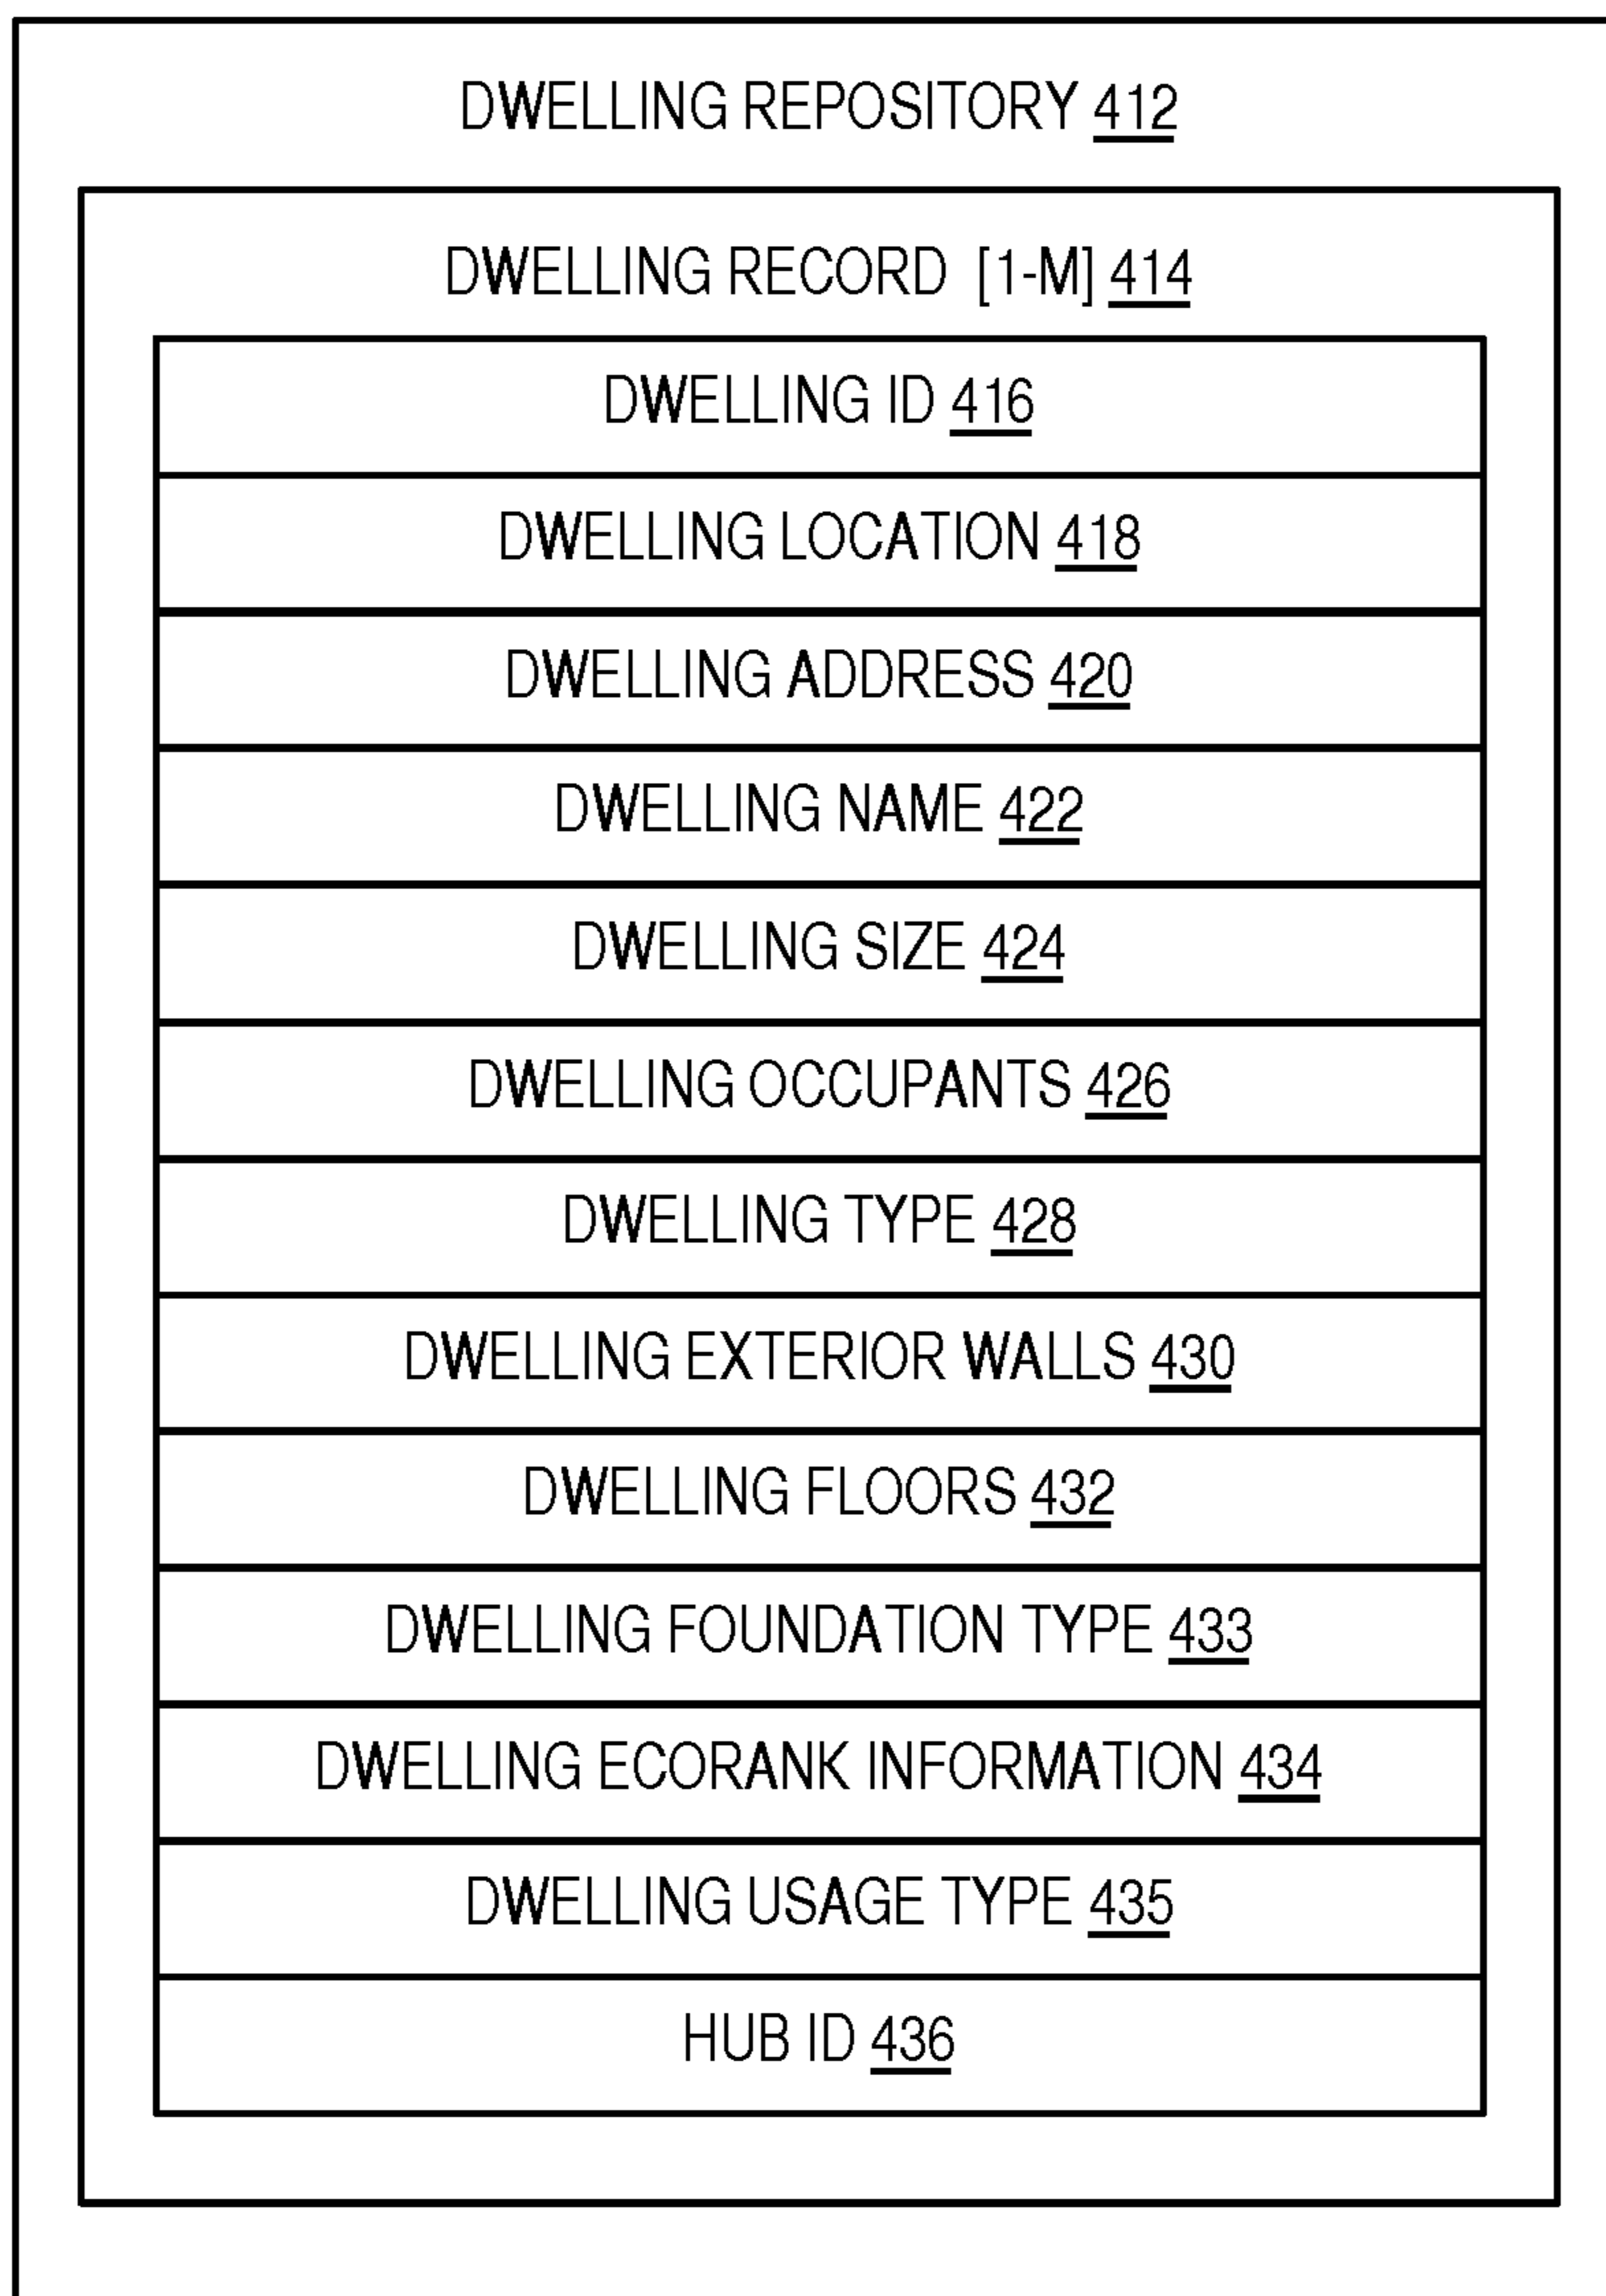 DWELLING REPOSITORY 412
DWELLING RECORD [1-M] 414
DWELLING ID 416
DWELLING LOCATION 418
DWELLING ADDRESS 420
DWELLING NAME 422
DWELLING SIZE 424
DWELLING OCCUPANTS 426
DWELLING TYPE 428
DWELLING EXTERIOR WALLS 430
DWELLING FLOORS 432
DWELLING FOUNDATION TYPE 433
DWELLING ECORANK INFORMATION 434
DWELLING USAGE TYPE 435
HUB ID 436